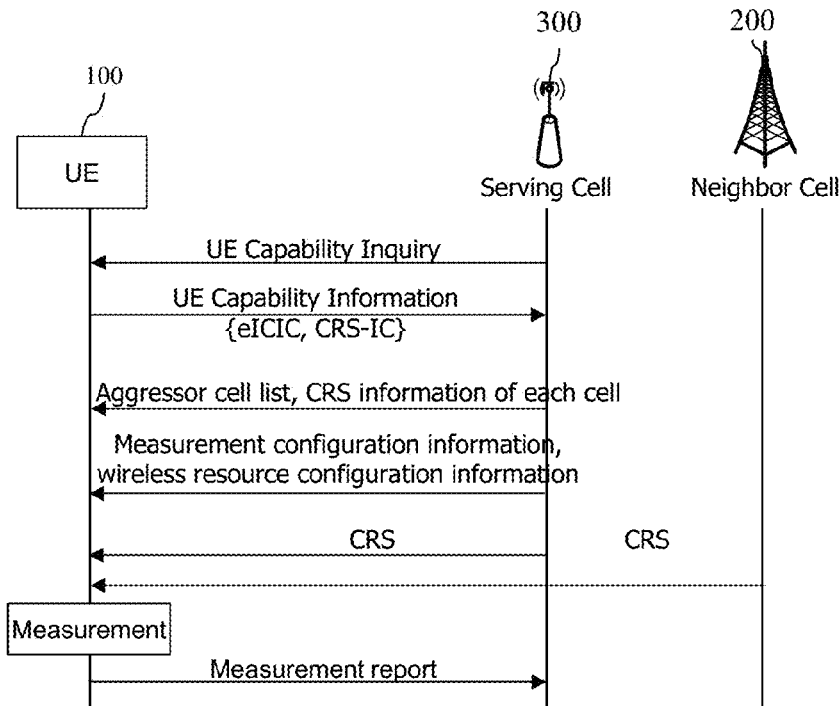 300
200
100
UE
Serving Cell
Neighbor Cell
UE Capability Inquiry
UE Capability Information
{eICIC, CRS-IC}
Aggressor cell list, CRS information of each cell
Measurement configuration information,
wireless resource configuration information
CRS
CRS
Measurement
Measurement report